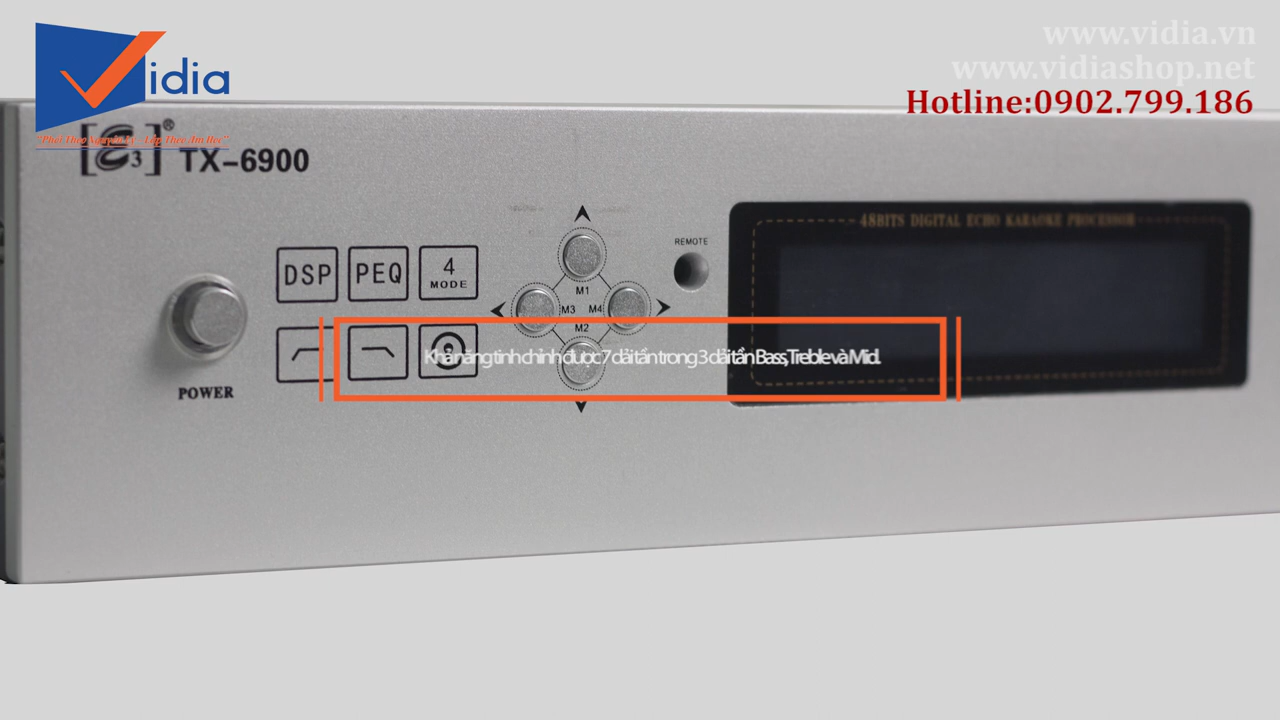 www.vidia.vn
www.vidiashop.net
Hotline:0902.799.186
Vidia
3 ®
TX-6900
48BITS DIGITAL ECHO KARAOKE PROCESSOR
REMOTE
DSP PEQ 4 MODE
M1
M3 M4
M2
Khả năng tinh chỉnh được 7 dải tần trong 3 dải tần Bass, Treble và Mid.
POWER